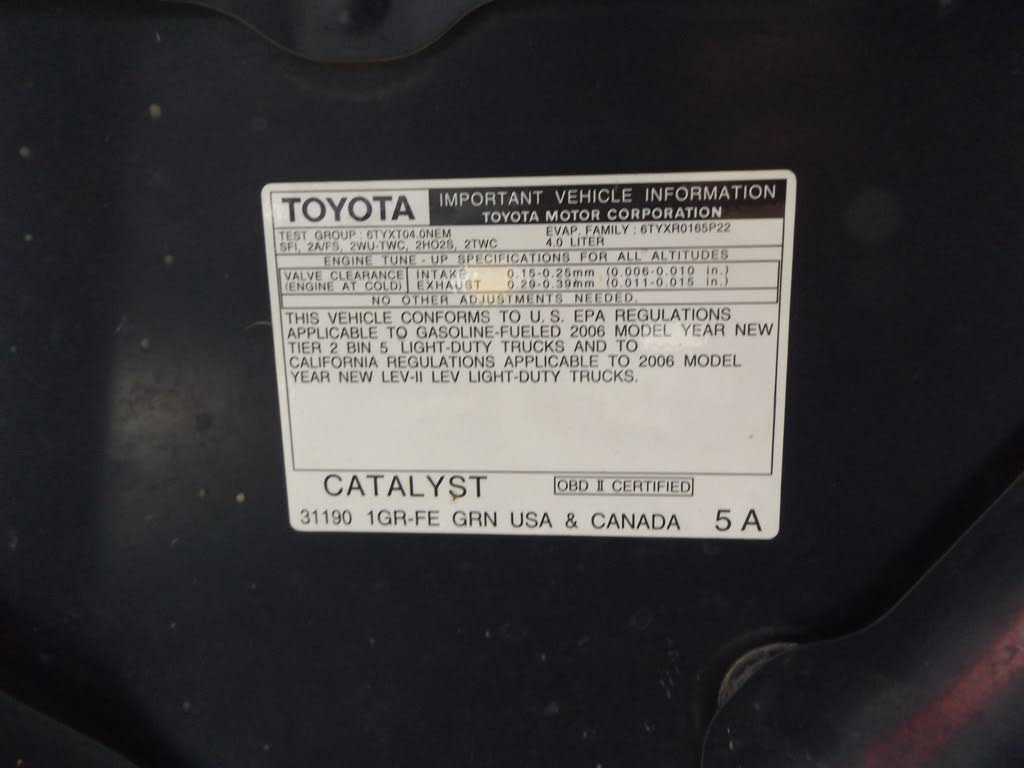 TOYOTA
IMPORTANT VEHICLE INFORMATION
TOYOTA MOTOR CORPORATION
TEST GROUP : 6TYXT04.0NEM EVAP. FAMILY : 6TYXR0165P22
SFI, 2A/FS, 2WU-TWC, 2HO2S, 2TWC 4.0 LITER
ENGINE TUNE - UP SPECIFICATIONS FOR ALL ALTITUDES
VALVE CLEARANCE INTAKE 0.15-0.25mm (0.006-0.010 in.)
(ENGINE AT COLD) EXHAUST 0.29-0.39mm (0.011-0.015 in.)
NO OTHER ADJUSTMENTS NEEDED.
THIS VEHICLE CONFORMS TO U.S. EPA REGULATIONS
APPLICABLE TO GASOLINE-FUELED 2006 MODEL YEAR NEW
TIER 2 BIN 5 LIGHT-DUTY TRUCKS AND TO
CALIFORNIA REGULATIONS APPLICABLE TO 2006 MODEL
YEAR NEW LEV-II LEV LIGHT-DUTY TRUCKS.
CATALYST OBD II CERTIFIED
31190 1GR-FE GRN USA & CANADA 5A